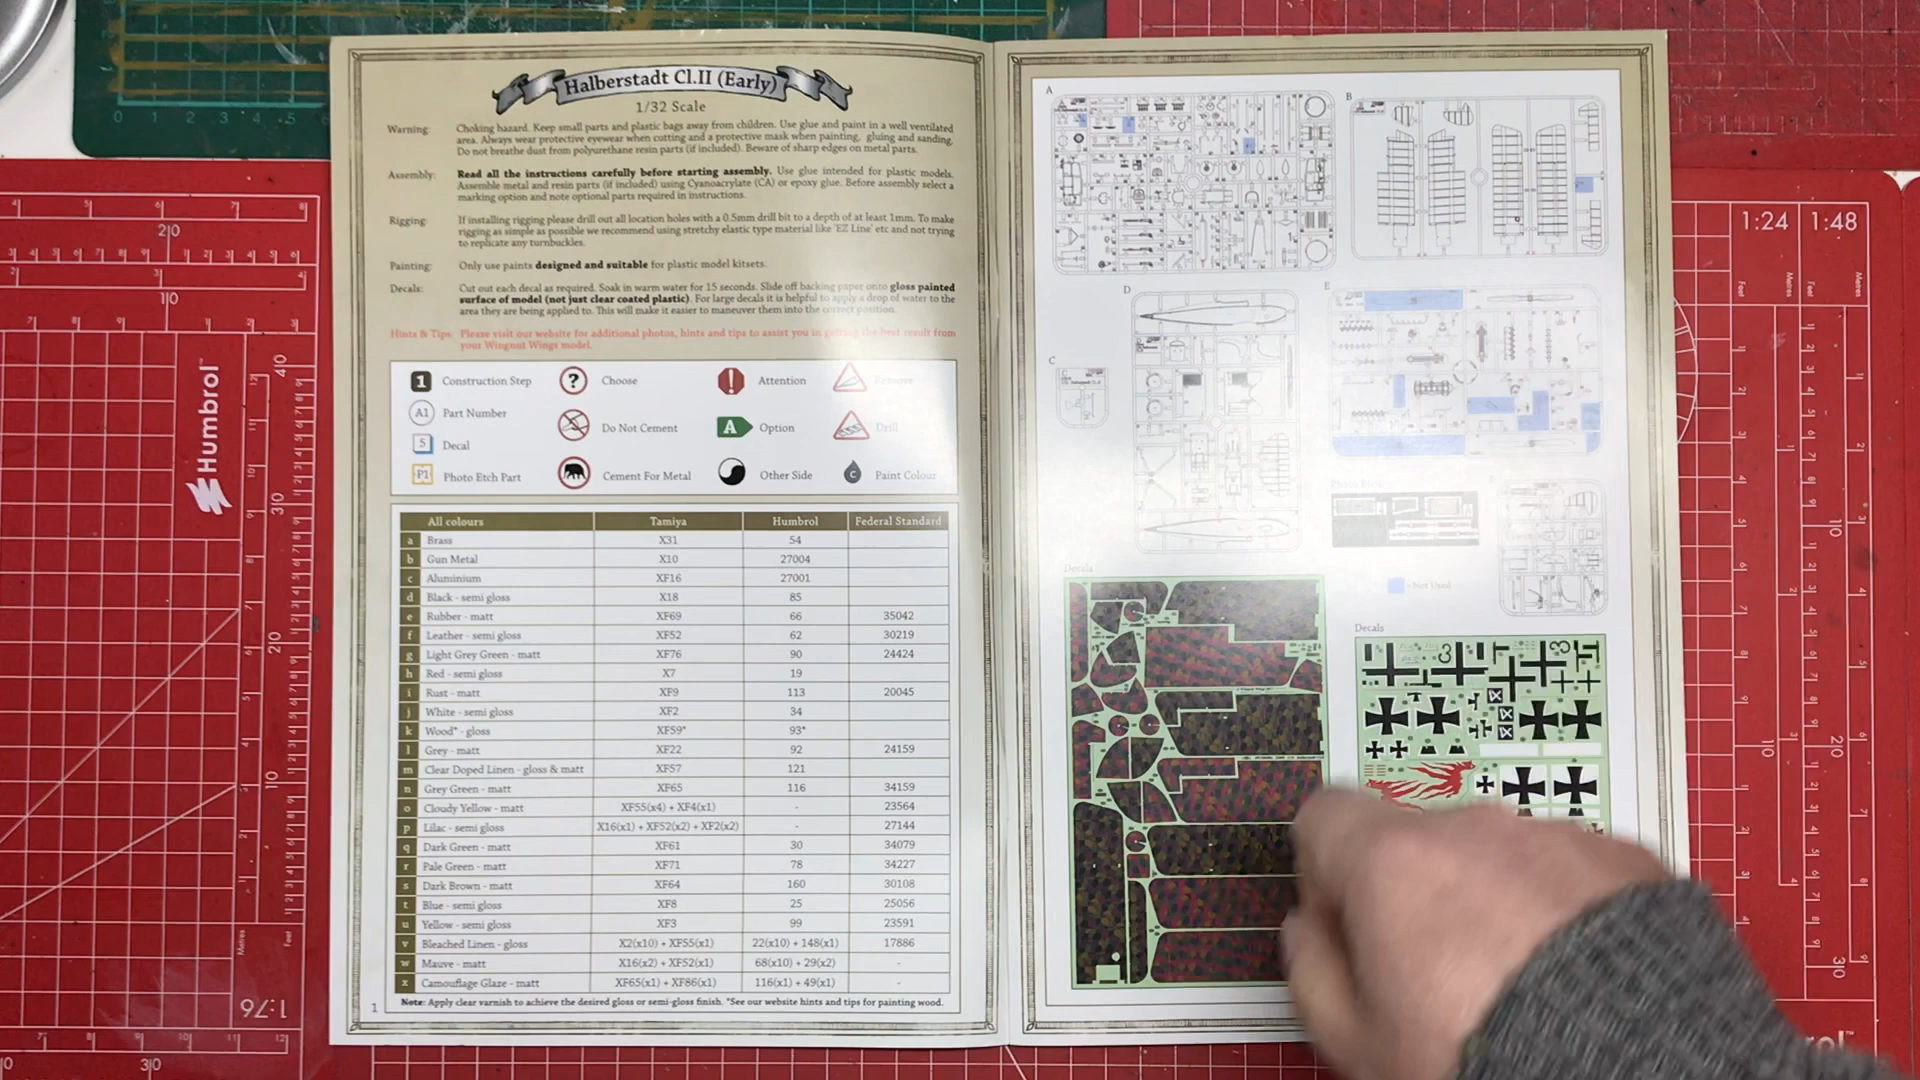 Halberstadt Cl.II (Early)
1/32 Scale
Warning: Choking hazard. Keep small parts and plastic bags away from children. Use glue and paint in a well ventilated
area. Always wear protective eyewear when cutting and a protective mask when painting, gluing and sanding.
Do not breathe dust from polyurethane resin parts (if included). Beware of sharp edges on metal parts.
Assembly: Read all the instructions carefully before starting assembly. Use glue intended for plastic models.
Assemble metal and resin parts (if included) using Cyanoacrylate (CA) or epoxy glue. Before assembly select a
marking option and note optional parts required in instructions.
Rigging: If installing rigging please drill out all location holes with a 0.5mm drill bit to a depth of at least 1mm. To make
rigging as simple as possible we recommend using stretchy elastic type material like 'EZ Line' etc and not trying
to replicate any turnbuckles.
Painting: Only use paints designed and suitable for plastic model kitsets.
Decals: Cut out each decal as required. Soak in warm water for 15 seconds. Slide off backing paper onto gloss painted
surface of model (not just clear coated plastic). For large decals it is helpful to apply a drop of water to the
area they are being applied to. This will make it easier to maneuver them into the correct position.
Hints & Tips: Please visit our website for additional photos, hints and tips to assist you in getting the best result from
your Wingnut Wings model.
1 Construction Step
? Choose
! Attention
Remove
A1 Part Number
Do Not Cement
A Option
Drill
5 Decal
P1 Photo Etch Part
Cement For Metal
Other Side
C Paint Colour
All colours Tamiya Humbrol Federal Standard
a Brass X31 54
b Gun Metal X10 27004
c Aluminium XF16 27001
d Black - semi gloss X18 85
e Rubber - matt XF69 66 35042
f Leather - semi gloss XF52 62 30219
g Light Grey Green - matt XF76 90 24424
h Red - semi gloss X7 19
i Rust - matt XF9 113 20045
j White - semi gloss XF2 34
k Wood* - gloss XF59* 93*
l Grey - matt XF22 92 24159
m Clear Doped Linen - gloss & matt XF57 121
n Grey Green - matt XF65 116 34159
o Cloudy Yellow - matt XF55(x4) + XF4(x1) - 23564
p Lilac - semi gloss X16(x1) + XF52(x2) + XF2(x2) - 27144
q Dark Green - matt XF61 30 34079
r Pale Green - matt XF71 78 34227
s Dark Brown - matt XF64 160 30108
t Blue - semi gloss XF8 25 25056
u Yellow - semi gloss XF3 99 23591
v Bleached Linen - gloss X2(x10) + XF55(x1) 22(x10) + 148(x1) 17886
w Mauve - matt X16(x2) + XF52(x1) 68(x10) + 29(x2) -
x Camouflage Glaze - matt XF65(x1) + XF86(x1) 116(x1) + 49(x1) -
Note: Apply clear varnish to achieve the desired gloss or semi-gloss finish. *See our website hints and tips for painting wood.
1
A
B
D
C
= Not Used
Decals
Decals
Humbrol™
1:76
1:24
1:48
Feet
Metres
Feet
Metres